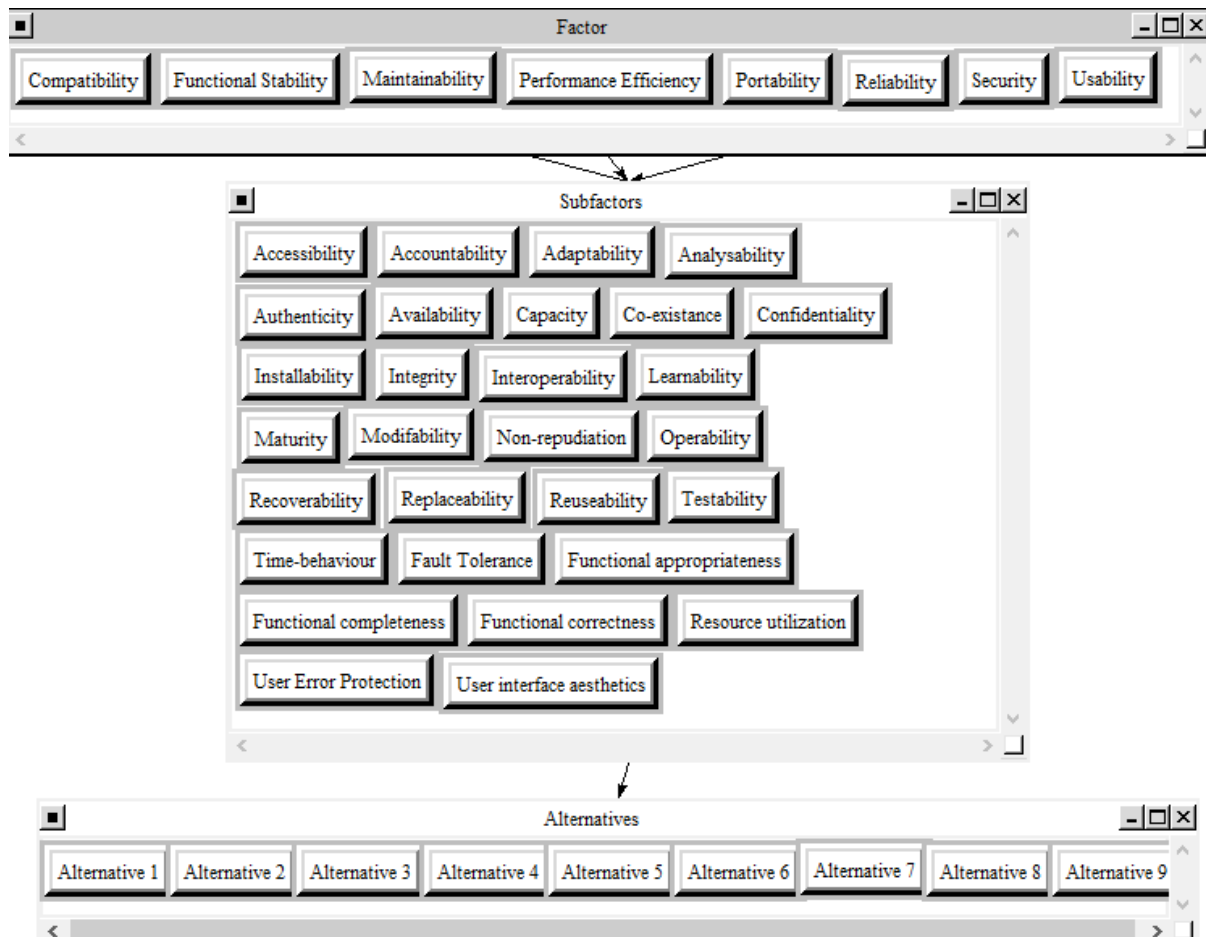 Factor
Compatibility Functional Stability Maintainability Performance Efficiency Portability Reliability Security Usability
Subfactors
Accessibility Accountability Adaptability Analysability
Authenticity Availability Capacity Co-existance Confidentiality
Installability Integrity Interoperability Learnability
Maturity Modifability Non-repudiation Operability
Recoverability Replaceability Reuseability Testability
Time-behaviour Fault Tolerance Functional appropriateness
Functional completeness Functional correctness Resource utilization
User Error Protection User interface aesthetics
Alternatives
Alternative 1 Alternative 2 Alternative 3 Alternative 4 Alternative 5 Alternative 6 Alternative 7 Alternative 8 Alternative 9